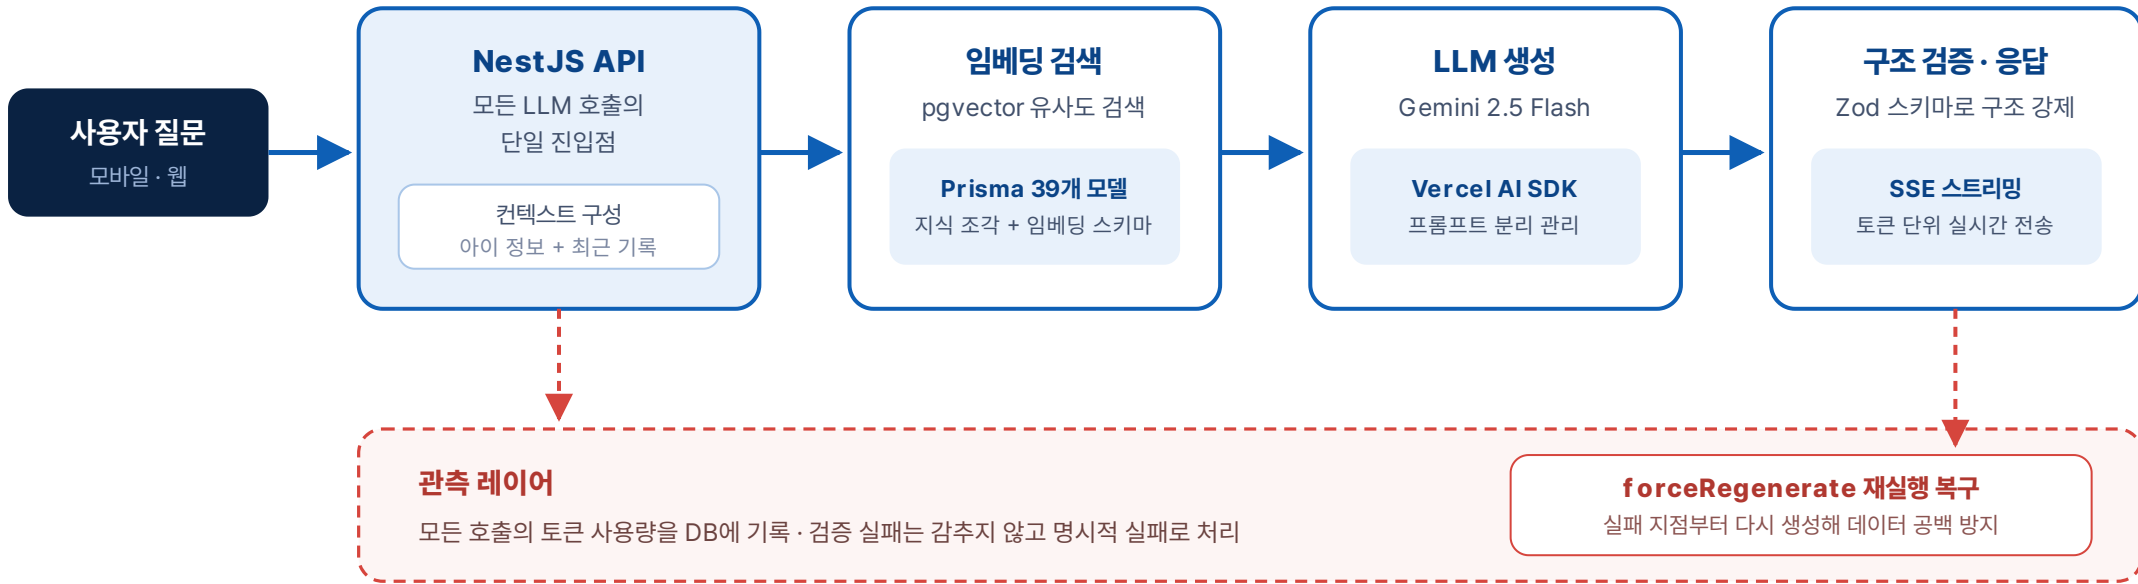 사용자 질문
모바일 · 웹
NestJS API
모든 LLM 호출의
단일 진입점
컨텍스트 구성
아이 정보 + 최근 기록
임베딩 검색
pgvector 유사도 검색
Prisma 39개 모델
지식 조각 + 임베딩 스키마
LLM 생성
Gemini 2.5 Flash
Vercel AI SDK
프롬프트 분리 관리
구조 검증 · 응답
Zod 스키마로 구조 강제
SSE 스트리밍
토큰 단위 실시간 전송
관측 레이어
모든 호출의 토큰 사용량을 DB에 기록 · 검증 실패는 감추지 않고 명시적 실패로 처리
forceRegenerate 재실행 복구
실패 지점부터 다시 생성해 데이터 공백 방지